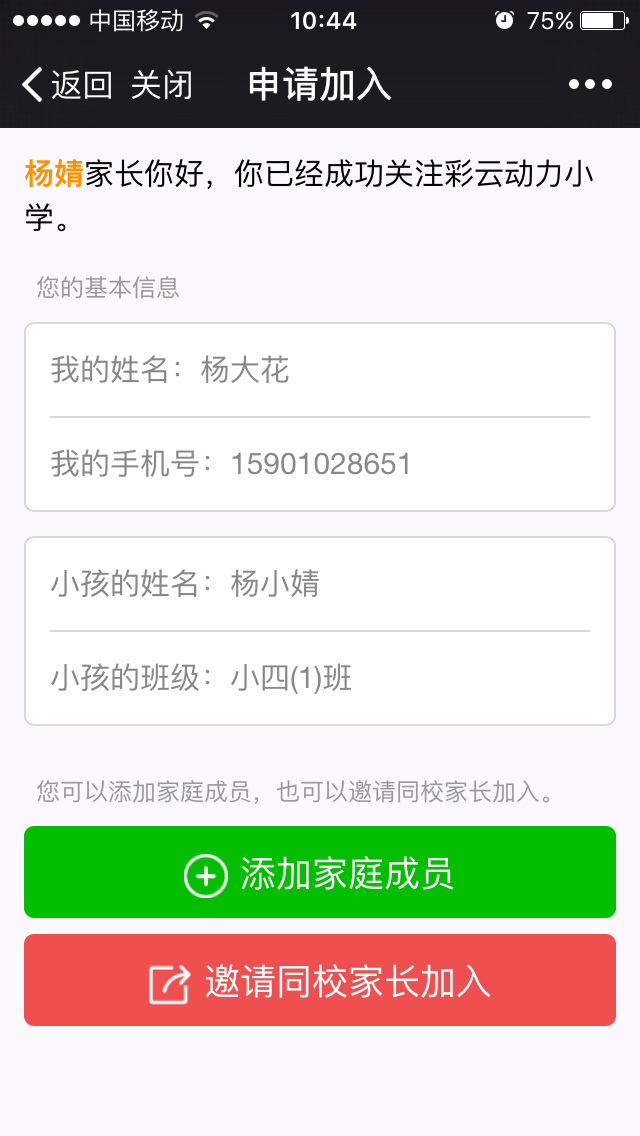 中国移动 10:44 75%
返回 关闭 申请加入
杨婧家长你好，你已经成功关注彩云动力小
学。
您的基本信息
我的姓名：杨大花
我的手机号：15901028651
小孩的姓名：杨小婧
小孩的班级：小四(1)班
您可以添加家庭成员，也可以邀请同校家长加入。
添加家庭成员
邀请同校家长加入